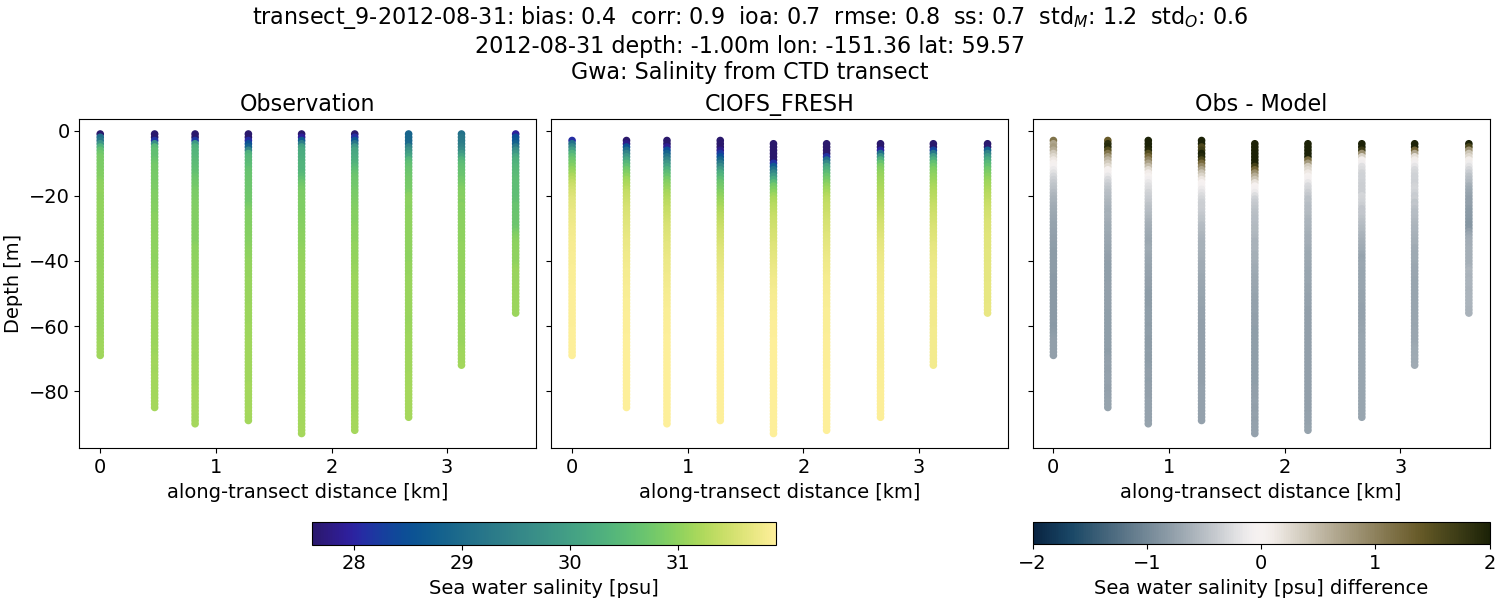 transect_9-2012-08-31: bias: 0.4  corr: 0.9  ioa: 0.7  rmse: 0.8  ss: 0.7  std_M: 1.2  std_O: 0.6
2012-08-31 depth: -1.00m lon: -151.36 lat: 59.57
Gwa: Salinity from CTD transect
Observation
CIOFS_FRESH
Obs - Model
Depth [m]
0
−20
−40
−60
−80
0 1 2 3
0 1 2 3
0 1 2 3
along-transect distance [km]
along-transect distance [km]
along-transect distance [km]
28 29 30 31
Sea water salinity [psu]
−2 −1 0 1 2
Sea water salinity [psu] difference